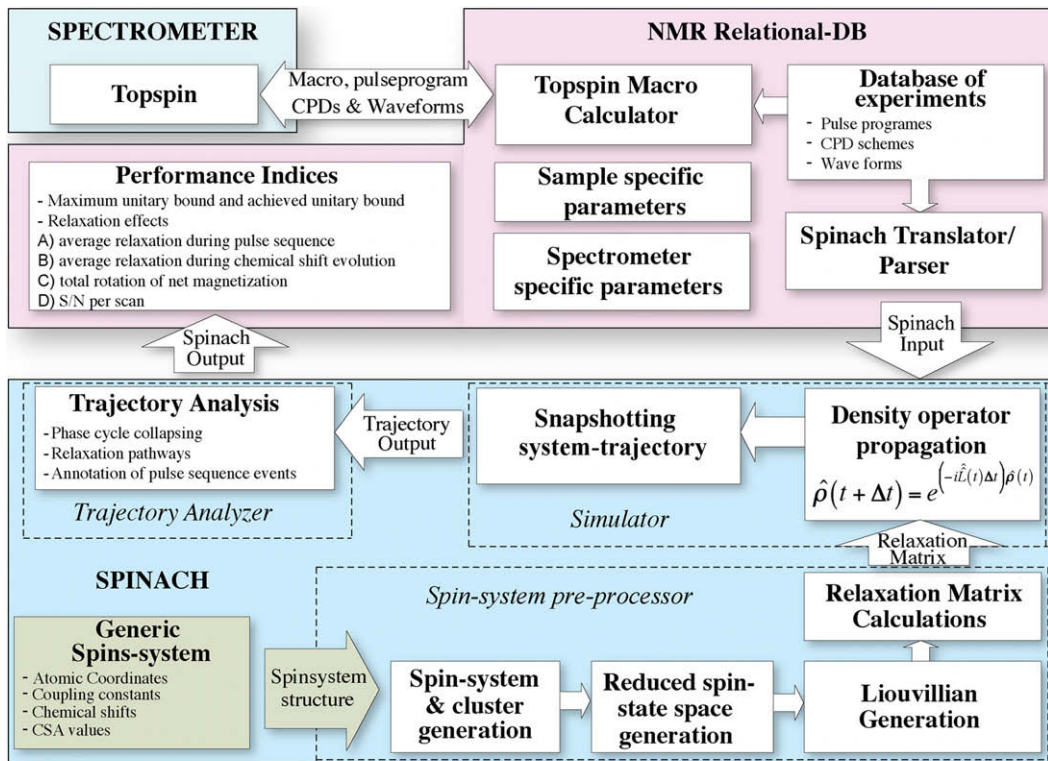 SPECTROMETER
Topspin
Macro, pulseprogram
CPDs & Waveforms
NMR Relational-DB
Topspin Macro
Calculator
Database of
experiments
- Pulse programes
- CPD schemes
- Wave forms
Sample specific
parameters
Spectrometer
specific parameters
Spinach Translator/
Parser
Performance Indices
- Maximum unitary bound and achieved unitary bound
- Relaxation effects
A) average relaxation during pulse sequence
B) average relaxation during chemical shift evolution
C) total rotation of net magnetization
D) S/N per scan
Spinach
Output
Spinach
Input
Trajectory Analysis
-Phase cycle collapsing
-Relaxation pathways
-Annotation of pulse sequence events
Trajectory Analyzer
Trajectory
Output
Snapshotting
system-trajectory
Simulator
Density operator
propagation
ρ̂(t + Δt) = e^(-iL̂̂(t)Δt)ρ̂(t)
Relaxation
Matrix
SPINACH
Generic
Spins-system
- Atomic Coordinates
- Coupling constants
- Chemical shifts
- CSA values
Spinsystem
structure
Spin-system pre-processor
Spin-system
& cluster
generation
Reduced spin-
state space
generation
Relaxation Matrix
Calculations
Liouvillian
Generation